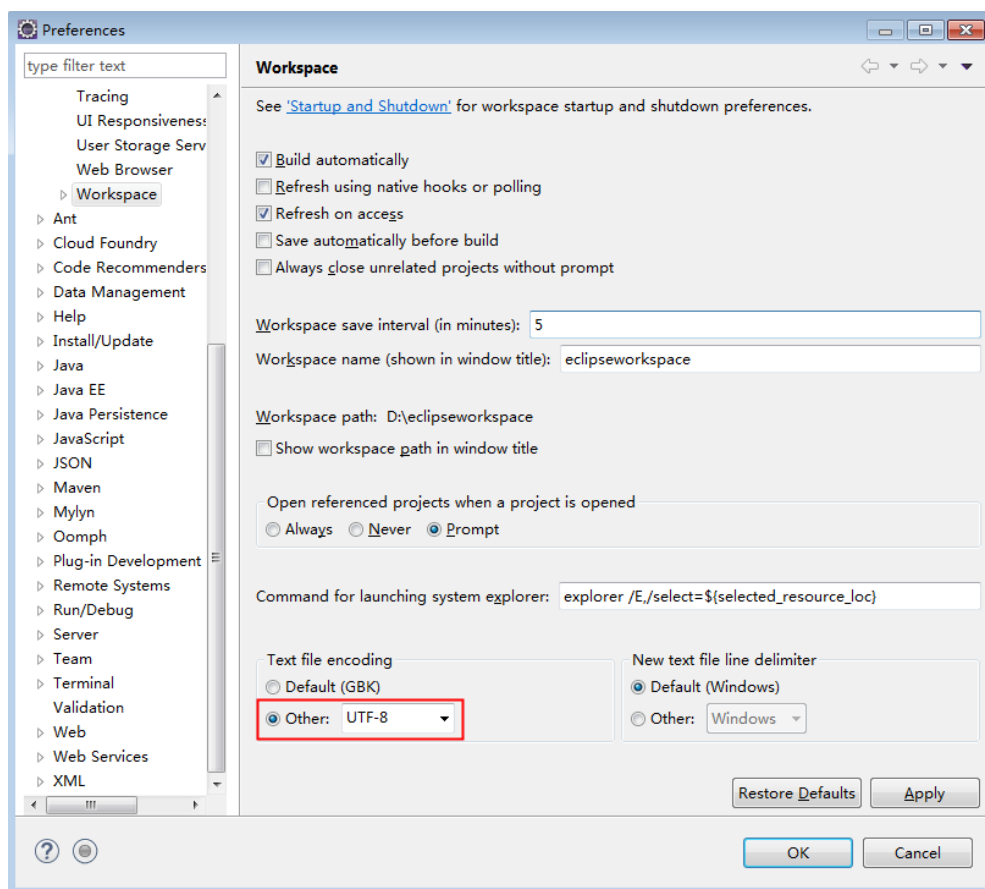 Preferences
type filter text
Tracing
UI Responsiveness
User Storage Serv
Web Browser
Workspace
Ant
Cloud Foundry
Code Recommenders
Data Management
Help
Install/Update
Java
Java EE
Java Persistence
JavaScript
JSON
Maven
Mylyn
Oomph
Plug-in Development
Remote Systems
Run/Debug
Server
Team
Terminal
Validation
Web
Web Services
XML
Workspace
See 'Startup and Shutdown' for workspace startup and shutdown preferences.
Build automatically
Refresh using native hooks or polling
Refresh on access
Save automatically before build
Always close unrelated projects without prompt
Workspace save interval (in minutes): 5
Workspace name (shown in window title): eclipseworkspace
Workspace path: D:\eclipseworkspace
Show workspace path in window title
Open referenced projects when a project is opened
Always Never Prompt
Command for launching system explorer: explorer /E,/select=${selected_resource_loc}
Text file encoding
Default (GBK)
Other: UTF-8
New text file line delimiter
Default (Windows)
Other: Windows
Restore Defaults Apply
OK Cancel